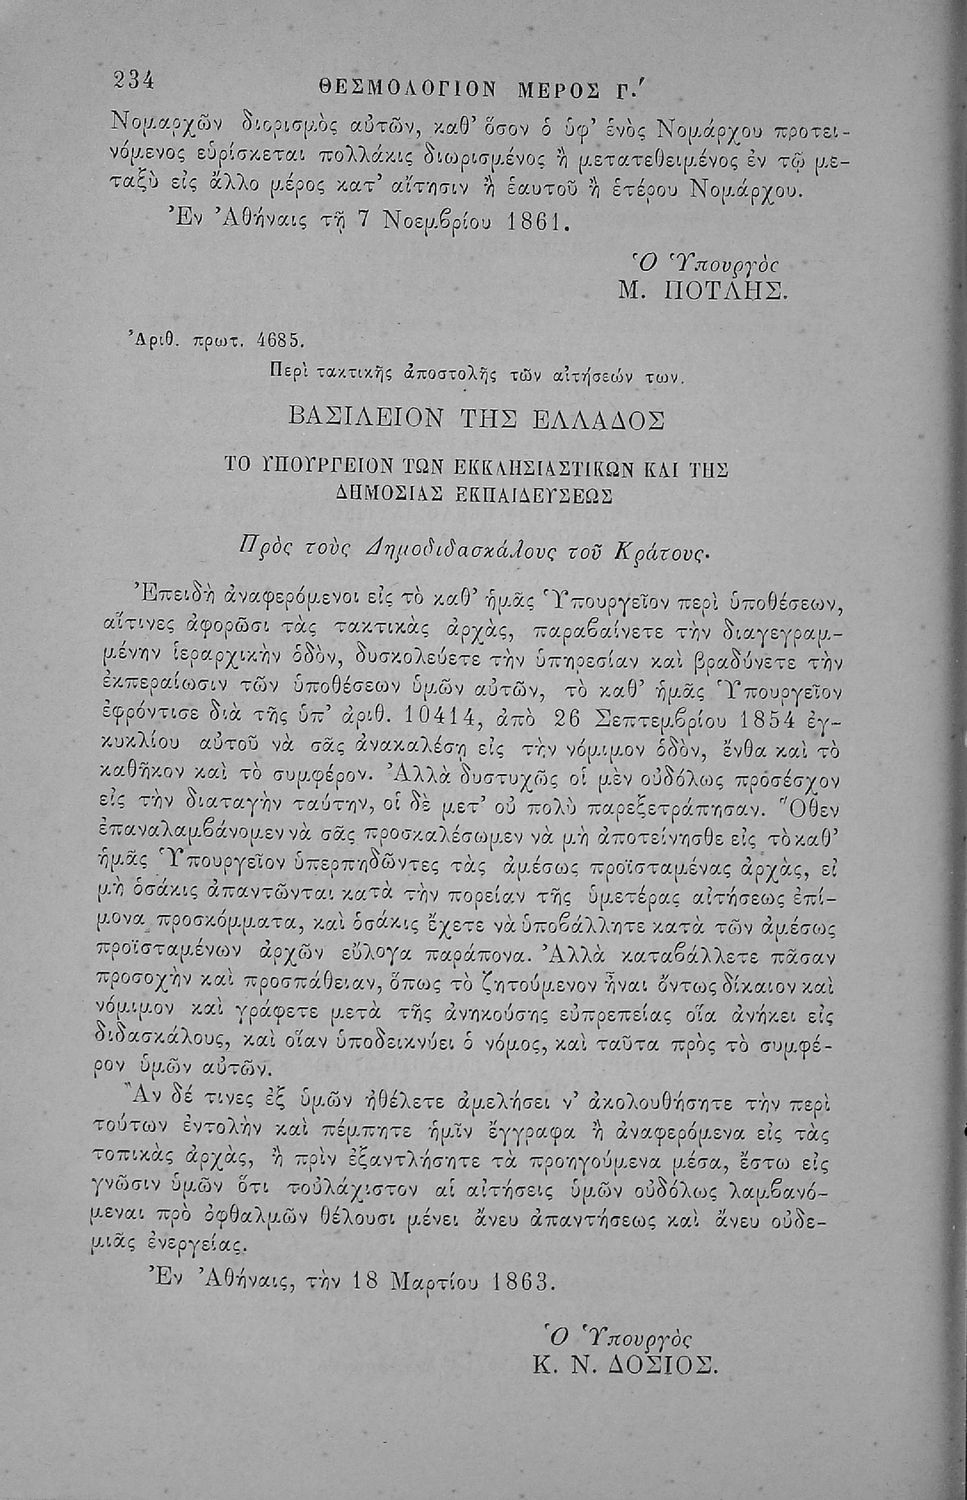 234 ΘΕΣΜΟΛΟΓΙΟΝ ΜΕΡΟΣ Γ.΄
Νομαρχῶν διορισμὸς αὐτῶν, καθ’ ὅσον ὁ ὑφ’ ἑνὸς Νομάρχου προτει-
νόμενος εὑρίσκεται πολλάκις διωρισμένος ἢ μετατεθειμένος ἐν τῷ με-
ταξὺ εἰς ἄλλο μέρος κατ’ αἴτησιν ἢ ἑαυτοῦ ἢ ἑτέρου Νομάρχου.
Ἐν Ἀθήναις τῇ 7 Νοεμβρίου 1861.
Ὁ Ὑπουργὸς
Μ. ΠΟΤΛΗΣ.
Ἀριθ. πρωτ. 4685.
Περὶ τακτικῆς ἀποστολῆς τῶν αἰτήσεών των.
ΒΑΣΙΛΕΙΟΝ ΤΗΣ ΕΛΛΑΔΟΣ
ΤΟ ΥΠΟΥΡΓΕΙΟΝ ΤΩΝ ΕΚΚΛΗΣΙΑΣΤΙΚΩΝ ΚΑΙ ΤΗΣ
ΔΗΜΟΣΙΑΣ ΕΚΠΑΙΔΕΥΣΕΩΣ
Πρὸς τοὺς Δημοδιδασκάλους τοῦ Κράτους·
Ἐπειδὴ ἀναφερόμενοι εἰς τὸ καθ’ ἡμᾶς Ὑπουργεῖον περὶ ὑποθέσεων,
αἵτινες ἀφορῶσι τὰς τακτικὰς ἀρχὰς, παραβαίνετε τὴν διαγεγραμ-
μένην ἱεραρχικὴν ὁδὸν, δυσκολεύετε τὴν ὑπηρεσίαν καὶ βραδύνετε τὴν
ἐκπεραίωσιν τῶν ὑποθέσεων ὑμῶν αὐτῶν, τὸ καθ’ ἡμᾶς Ὑπουργεῖον
ἐφρόντισε διὰ τῆς ὑπ’ ἀριθ. 10414, ἀπὸ 26 Σεπτεμβρίου 1854 ἐγ-
κυκλίου αὐτοῦ νὰ σᾶς ἀνακαλέσῃ εἰς τὴν νόμιμον ὁδὸν, ἔνθα καὶ τὸ
καθῆκον καὶ τὸ συμφέρον. Ἀλλὰ δυστυχῶς οἱ μὲν οὐδόλως προσέσχον
εἰς τὴν διαταγὴν ταύτην, οἱ δὲ μετ’ οὐ πολὺ παρεξετράπησαν. Ὅθεν
ἐπαναλαμβάνομεν νὰ σᾶς προσκαλέσωμεν νὰ μὴ ἀποτείνησθε εἰς τὸ καθ’
ἡμᾶς Ὑπουργεῖον ὑπερπηδῶντες τὰς ἀμέσως προϊσταμένας ἀρχὰς, εἰ
μὴ ὁσάκις ἀπαντῶνται κατὰ τὴν πορείαν τῆς ὑμετέρας αἰτήσεως ἐπί-
μονα προσκόμματα, καὶ ὁσάκις ἔχετε νὰ ὑποβάλλητε κατὰ τῶν ἀμέσως
προϊσταμένων ἀρχῶν εὔλογα παράπονα. Ἀλλὰ καταβάλλετε πᾶσαν
προσοχὴν καὶ προσπάθειαν, ὅπως τὸ ζητούμενον ᾖναι ὄντως δίκαιον καὶ
νόμιμον καὶ γράφετε μετὰ τῆς ἀνηκούσης εὐπρεπείας οἵα ἀνήκει εἰς
διδασκάλους, καὶ οἵαν ὑποδεικνύει ὁ νόμος, καὶ ταῦτα πρὸς τὸ συμφέ-
ρον ὑμῶν αὐτῶν.
Ἂν δέ τινες ἐξ ὑμῶν ἠθέλετε ἀμελήσει ν’ ἀκολουθήσητε τὴν περὶ
τούτων ἐντολὴν καὶ πέμπητε ἡμῖν ἔγγραφα ἢ ἀναφερόμενα εἰς τὰς
τοπικὰς ἀρχὰς, ἢ πρὶν ἐξαντλήσητε τὰ προηγούμενα μέσα, ἔστω εἰς
γνῶσιν ὑμῶν ὅτι τοὐλάχιστον αἱ αἰτήσεις ὑμῶν οὐδόλως λαμβανό-
μεναι πρὸ ὀφθαλμῶν θέλουσι μένει ἄνευ ἀπαντήσεως καὶ ἄνευ οὐδε-
μιᾶς ἐνεργείας.
Ἐν Ἀθήναις, τὴν 18 Μαρτίου 1863.
Ὁ Ὑπουργὸς
Κ. Ν. ΔΟΣΙΟΣ.